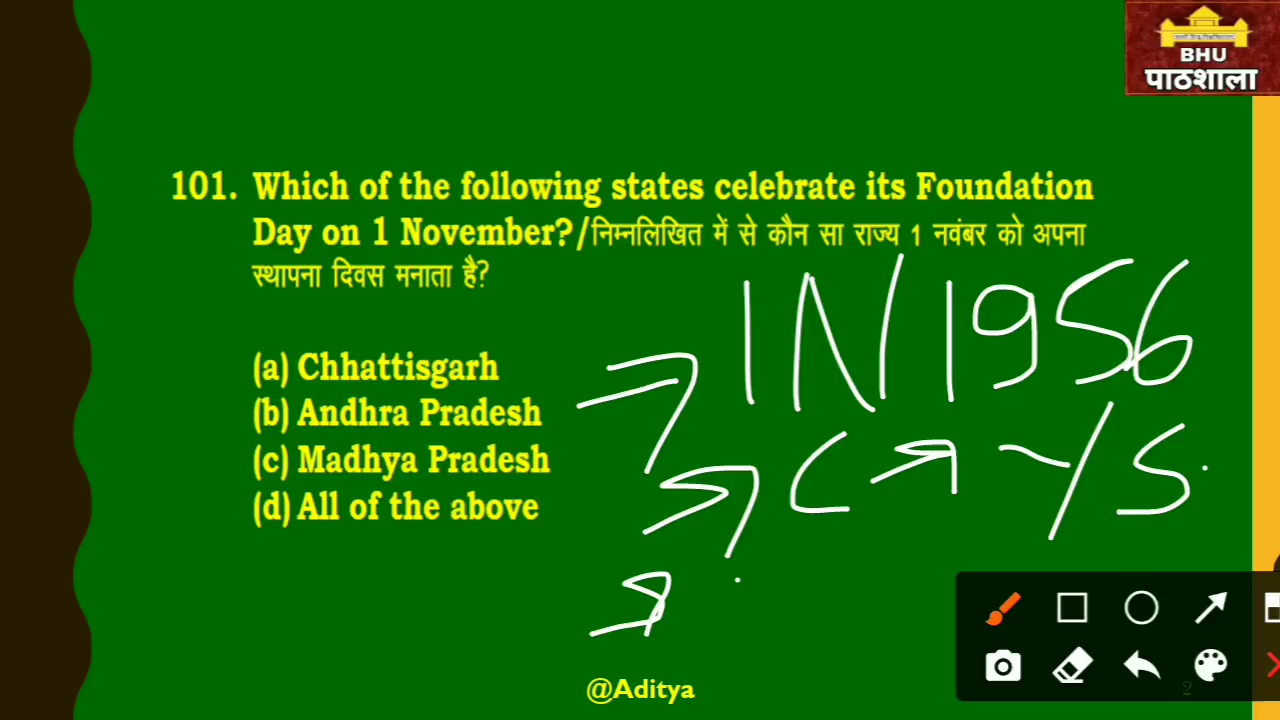 BHU
पाठशाला
101. Which of the following states celebrate its Foundation
Day on 1 November?/निम्नलिखित में से कौन सा राज्य 1 नवंबर को अपना
स्थापना दिवस मनाता है?
1 N 1956
(a) Chhattisgarh
(b) Andhra Pradesh
(c) Madhya Pradesh
(d) All of the above
@Aditya
2